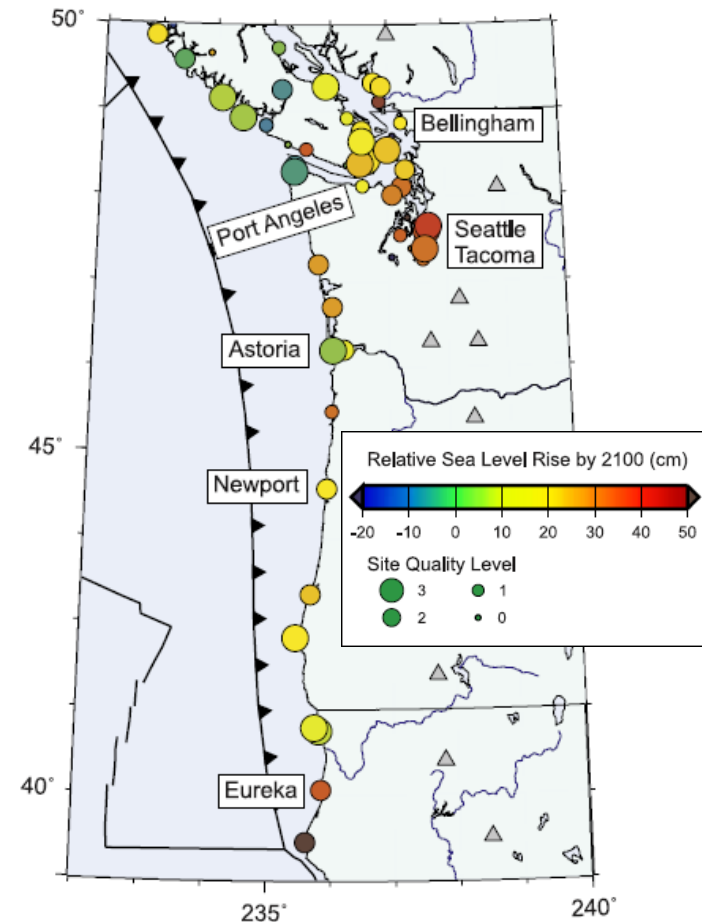 50°
Bellingham
Port Angeles
Seattle
Tacoma
Astoria
45°
Relative Sea Level Rise by 2100 (cm)
Newport
-20 -10 0 10 20 30 40 50
Site Quality Level
3 1
2 0
40°
Eureka
235°
240°